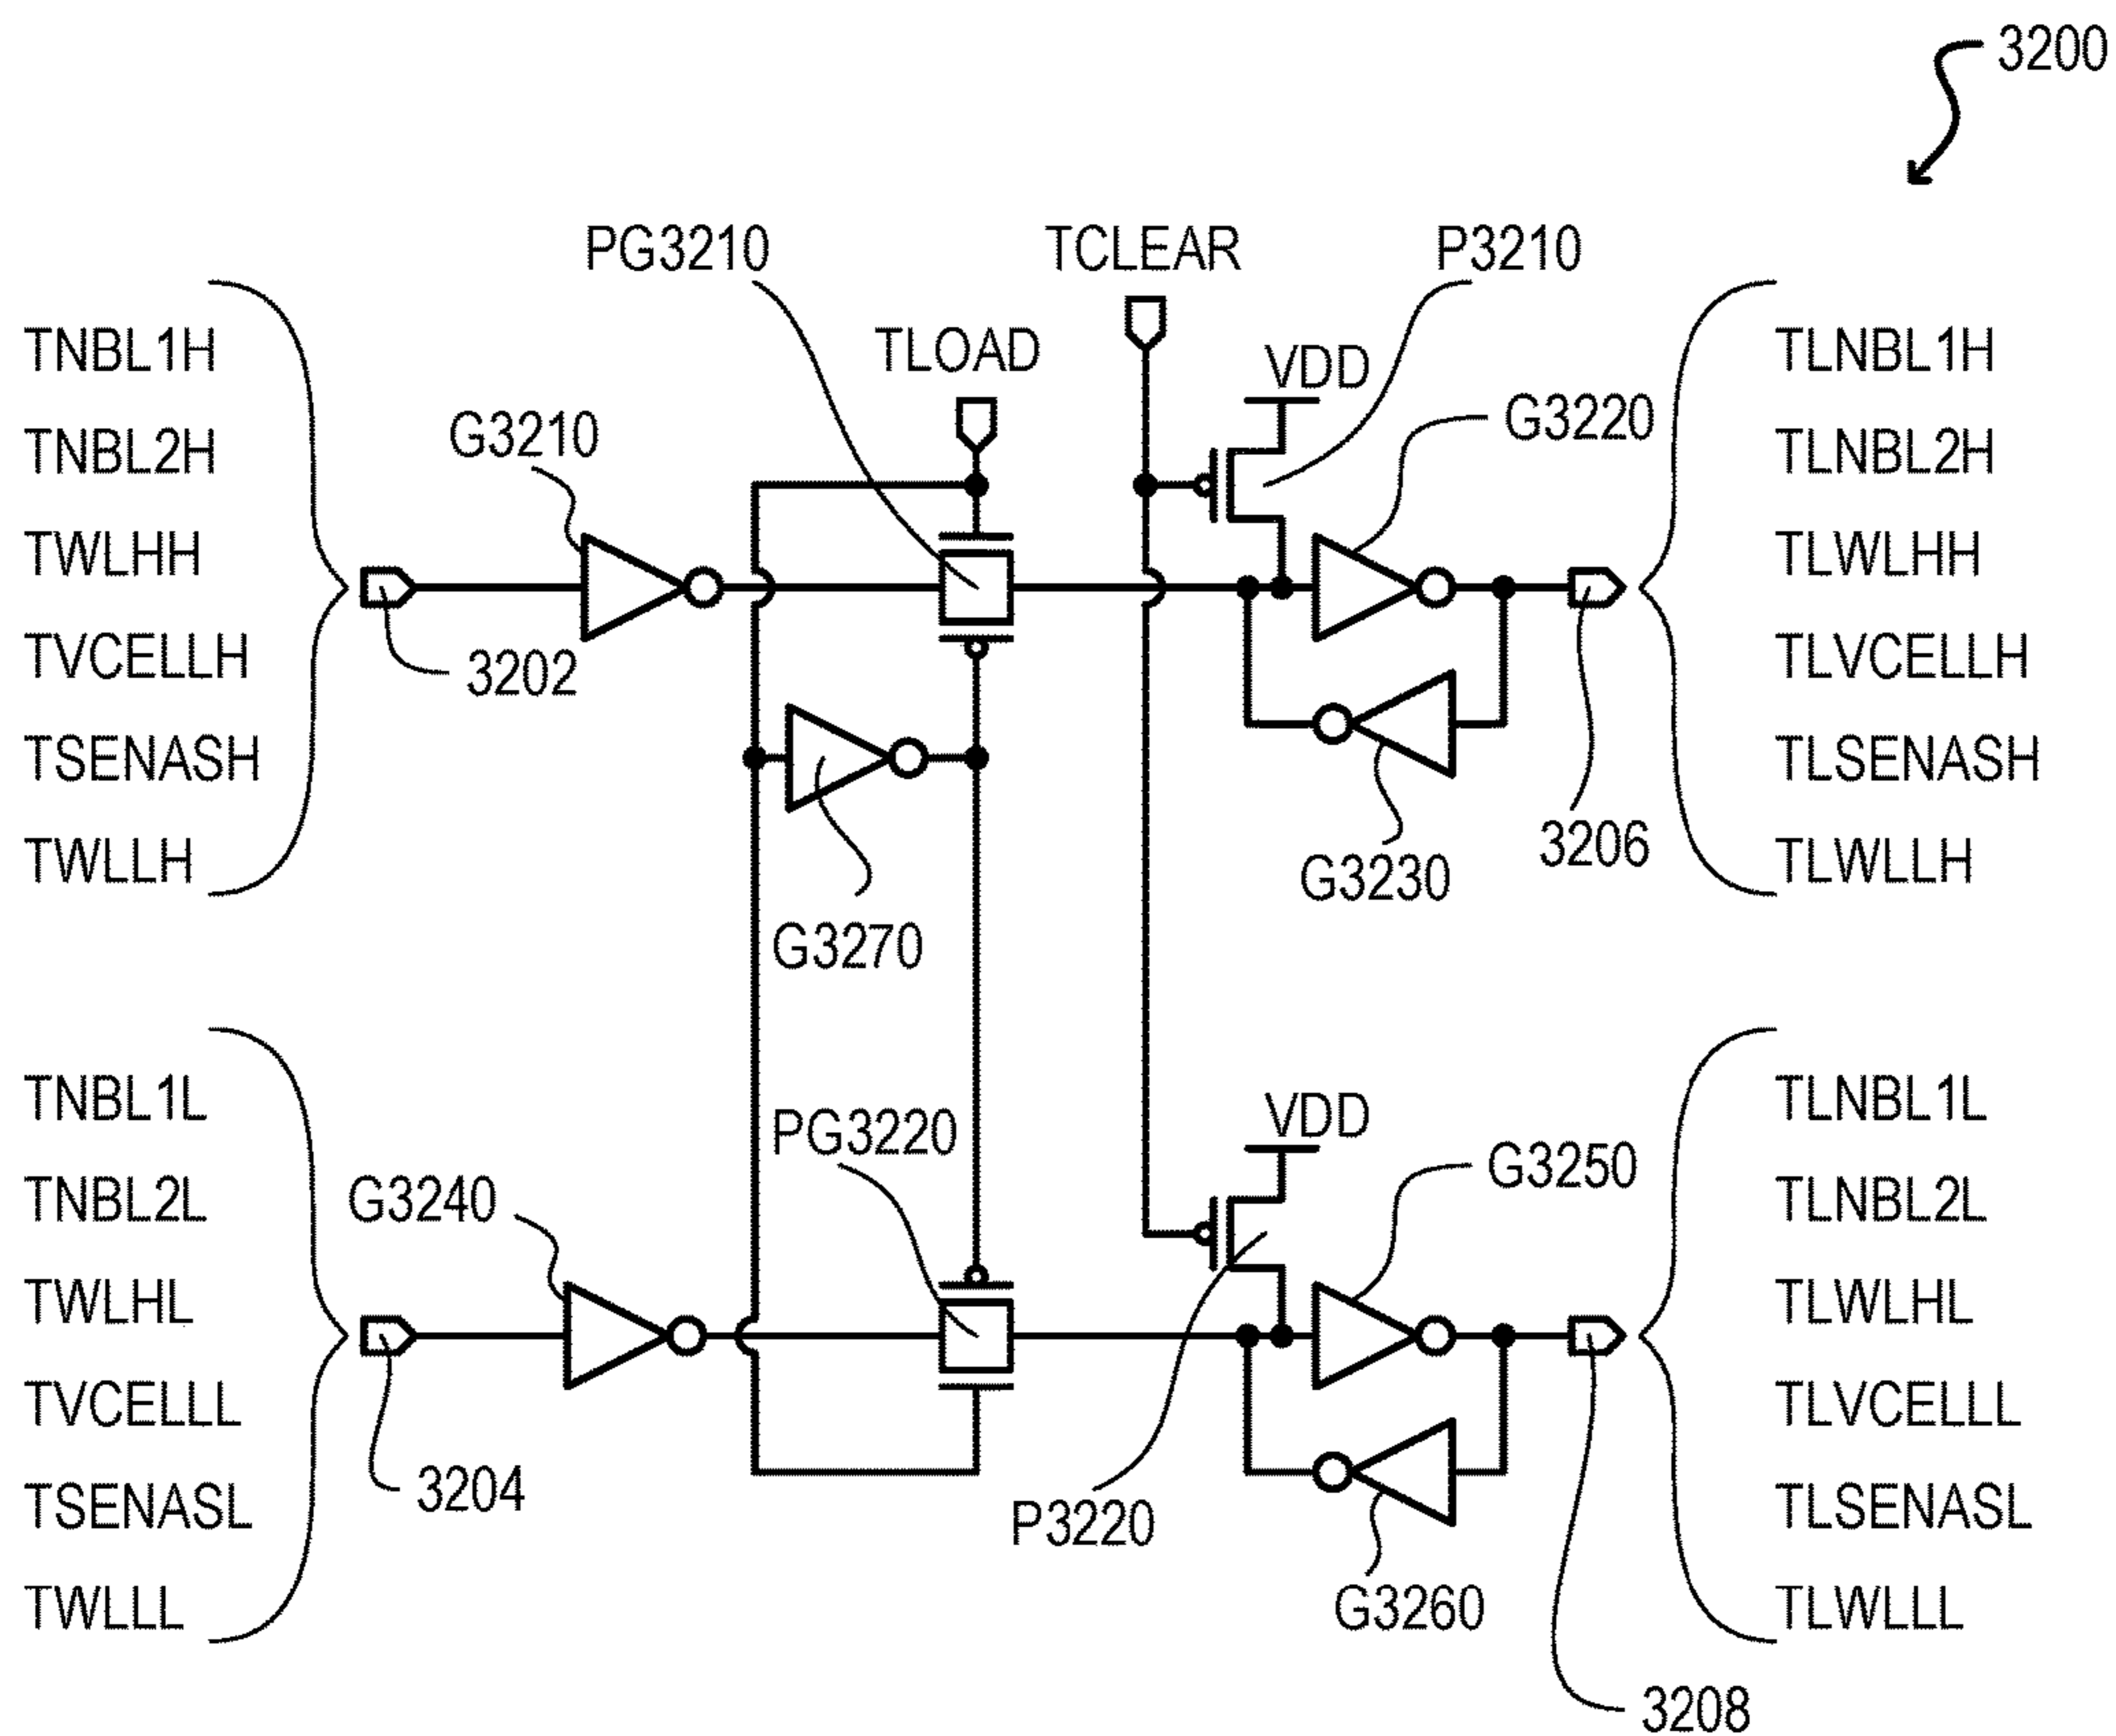 3200
PG3210
TCLEAR
P3210
TNBL1H
TLOAD
VDD
TLNBL1H
G3210
G3220
TNBL2H
TLNBL2H
TWLHH
TLWLHH
TVCELLH
3202
TLVCELLH
TSENASH
TLSENASH
TWLLH
3206
G3230
TLWLLH
G3270
TNBL1L
PG3220
VDD
TLNBL1L
TNBL2L
G3240
G3250
TLNBL2L
TWLHL
TLWLHL
TVCELLL
TLVCELLL
3204
TSENASL
P3220
TLSENASL
TWLLL
G3260
TLWLLL
3208